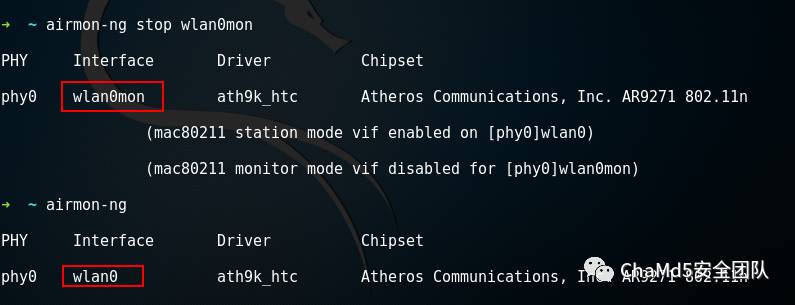 ➜ ~ airmon-ng stop wlan0mon
PHY Interface Driver Chipset
phy0 wlan0mon ath9k_htc Atheros Communications, Inc. AR9271 802.11n
(mac80211 station mode vif enabled on [phy0]wlan0)
(mac80211 monitor mode vif disabled for [phy0]wlan0mon)
➜ ~ airmon-ng
PHY Interface Driver Chipset
phy0 wlan0 ath9k_htc Atheros Communications, Inc. AR9271 802.11n
ChaMd5安全团队